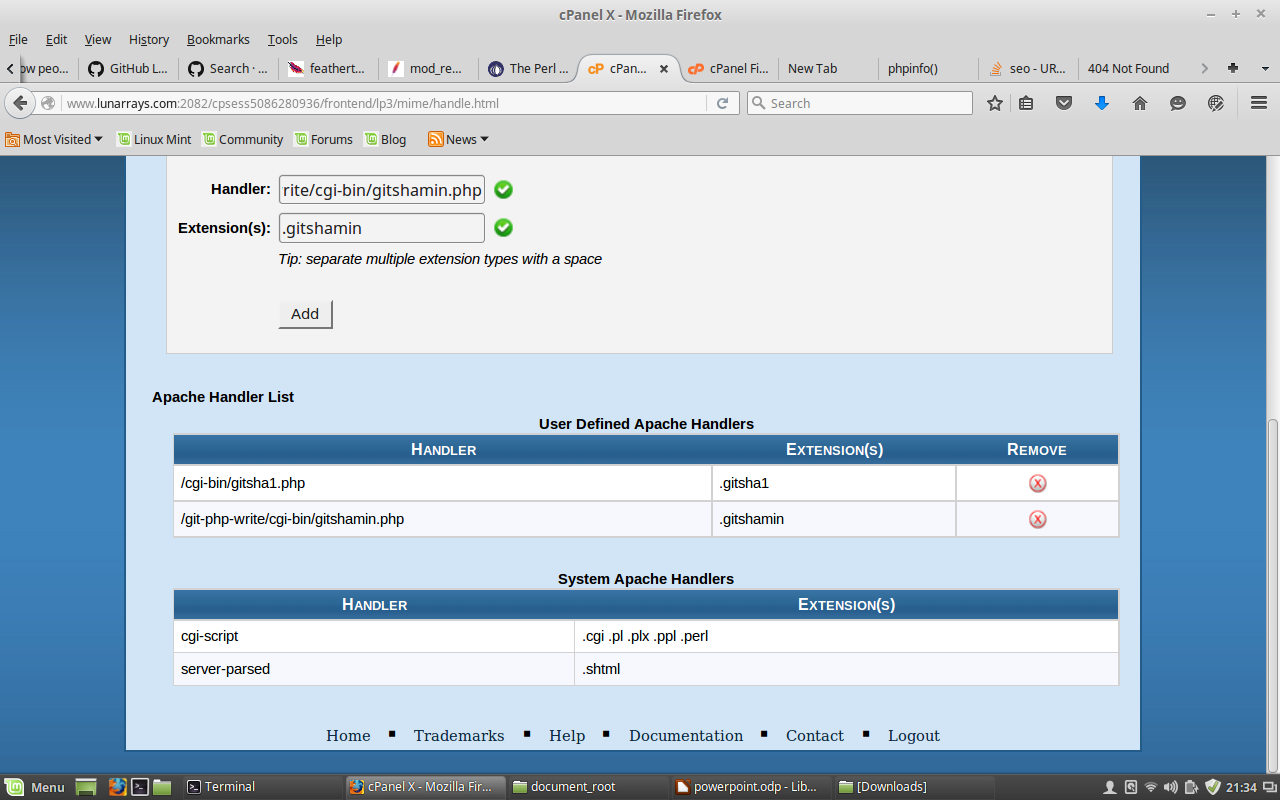 cPanel X - Mozilla Firefox
File Edit View History Bookmarks Tools Help
ow peo... GitHub L... Search · ... feathert... mod_re... The Perl ... cPan... cPanel Fi... New Tab phpinfo() seo - UR... 404 Not Found
www.lunarrays.com:2082/cpsess5086280936/frontend/lp3/mime/handle.html Search
Most Visited Linux Mint Community Forums Blog News
Handler: rite/cgi-bin/gitshamin.php
Extension(s): .gitshamin
Tip: separate multiple extension types with a space
Add
Apache Handler List
User Defined Apache Handlers
Handler Extension(s) Remove
/cgi-bin/gitsha1.php .gitsha1
/git-php-write/cgi-bin/gitshamin.php .gitshamin
System Apache Handlers
Handler Extension(s)
cgi-script .cgi .pl .plx .ppl .perl
server-parsed .shtml
Home ▪ Trademarks ▪ Help ▪ Documentation ▪ Contact ▪ Logout
Menu Terminal cPanel X - Mozilla Fir... document_root powerpoint.odp - Lib... [Downloads] 21:34